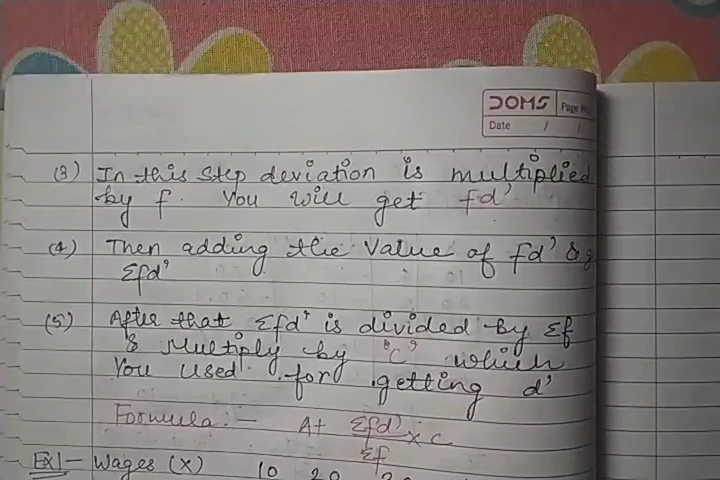 DOMS Page No.
Date / /
(3) In this step deviation is multiplied
by f. You will get fd'
(4) Then adding the value of fd' & g
Σfd'
(5) After that Σfd' is divided by Σf
& Multiply by "C" which
You used for getting d'
Formula:- A+ Σfd'/Σf × C
EX1 - Wages (X) 10 20